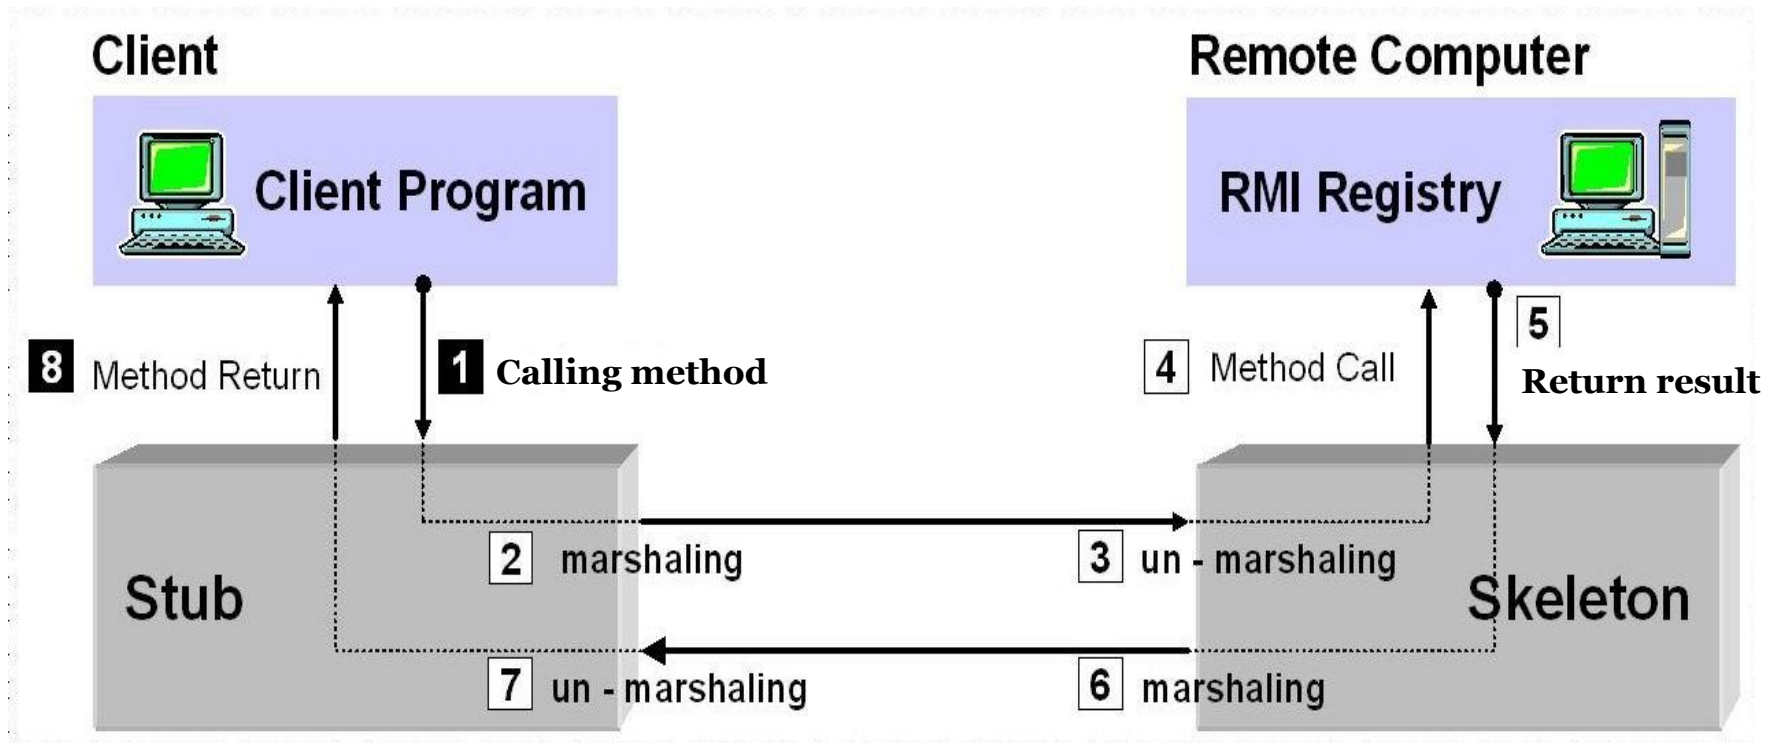 Client
Remote Computer
Client Program
RMI Registry
8 Method Return
1 Calling method
4 Method Call
5
Return result
2 marshaling
3 un - marshaling
Stub
Skeleton
7 un - marshaling
6 marshaling